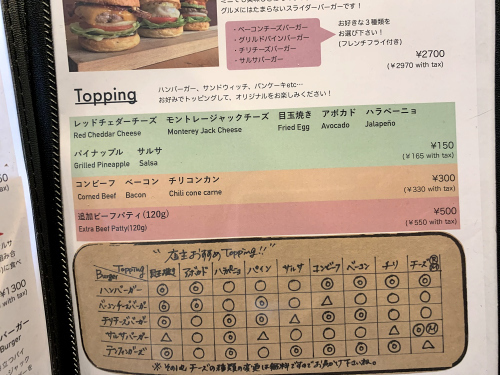 グルメにはたまらないスライダーバーガーです！
・ベーコンチーズバーガー
・グリルドパインバーガー
・チリチーズバーガー
・サルサバーガー
お好きな３種類を
お選び下さい！
(フレンチフライ付き)
¥2700
(¥2970 with tax)
Topping
ハンバーガー、サンドウィッチ、パンケーキetc…
お好みでトッピングして、オリジナルをお楽しみください！
レッドチェダーチーズ モントレージャックチーズ 目玉焼き アボカド ハラペーニョ
Red Cheddar Cheese Monterey Jack Cheese Fried Egg Avocado Jalapeño
パイナップル サルサ
Grilled Pineapple Salsa
¥150
(¥165 with tax)
コンビーフ ベーコン チリコンカン
Corned Beef Bacon Chili cone carne
¥300
(¥330 with tax)
追加ビーフパティ(120g)
Extra Beef Patty(120g)
¥500
(¥550 with tax)
"店主おすすめTopping!!"
Topping
Burger
目玉焼き アボカド ハラペーニョ パイン サルサ コンビーフ ベーコン チリ チーズ
ハンバーガー ◎ ◎ ○ ○ ○ ◎ ◎ ◎ ◎
ベーコンチーズバーガー ◎ ◎ ○ ◎ ○ △ ○ ○ ○
テリチーズバーガー ◎ ○ ○ ◎ ○ △ ○ ○ ○
サルサバーガー △ ○ ◎ △ ○ ○ ○ △ ◎
◎ ◎ ○ ○ ◎ ○ ○ △ ○
¥1300
with tax)
バーガー
Burger